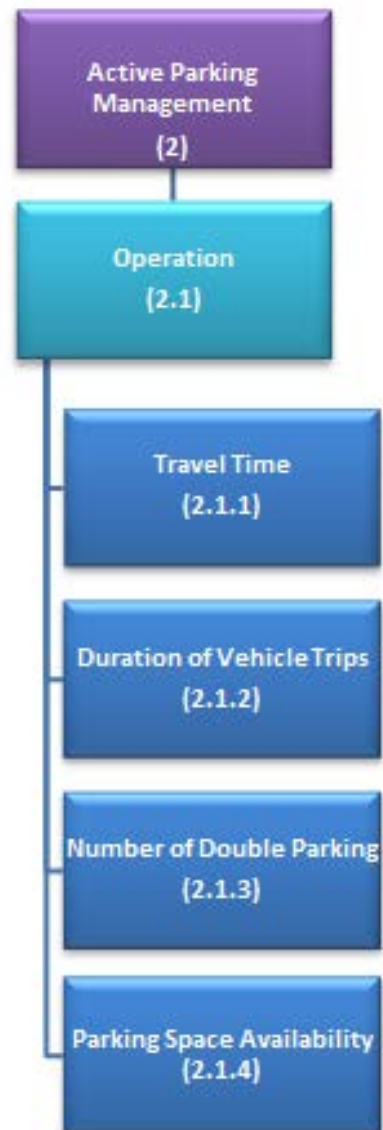 Active Parking
Management
(2)
Operation
(2.1)
Travel Time
(2.1.1)
Duration of Vehicle Trips
(2.1.2)
Number of Double Parking
(2.1.3)
Parking Space Availability
(2.1.4)